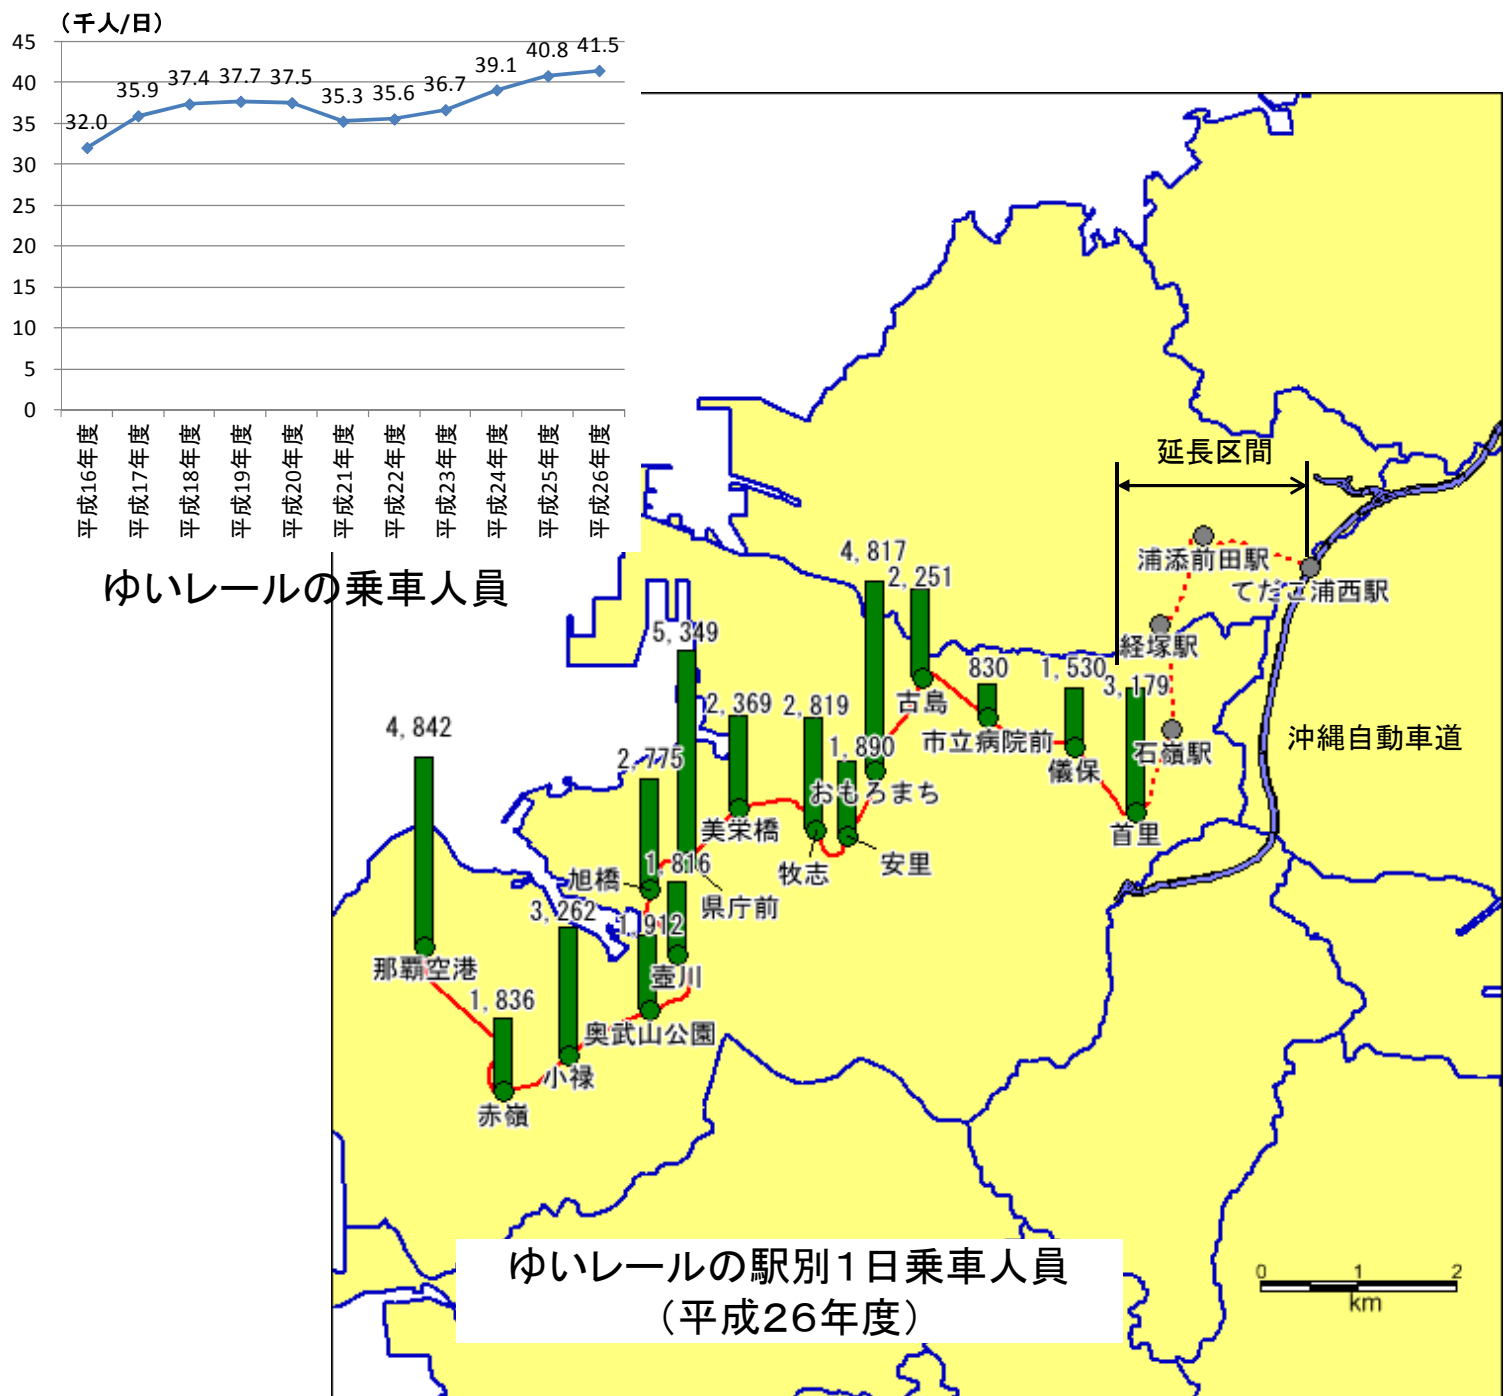 （千人/日）
45
40
35
30
25
20
15
10
5
0
32.0
35.9
37.4
37.7
37.5
35.3
35.6
36.7
39.1
40.8
41.5
平成16年度
平成17年度
平成18年度
平成19年度
平成20年度
平成21年度
平成22年度
平成23年度
平成24年度
平成25年度
平成26年度
ゆいレールの乗車人員
延長区間
浦添前田駅
てだこ浦西駅
経塚駅
石嶺駅
沖縄自動車道
4,842
那覇空港
1,836
赤嶺
3,262
小禄
1,912
奥武山公園
1,816
壺川
2,775
旭橋
5,349
県庁前
2,369
美栄橋
2,819
牧志
1,890
安里
4,817
おもろまち
2,251
古島
830
市立病院前
1,530
儀保
3,179
首里
ゆいレールの駅別１日乗車人員
（平成２６年度）
0 1 2
km